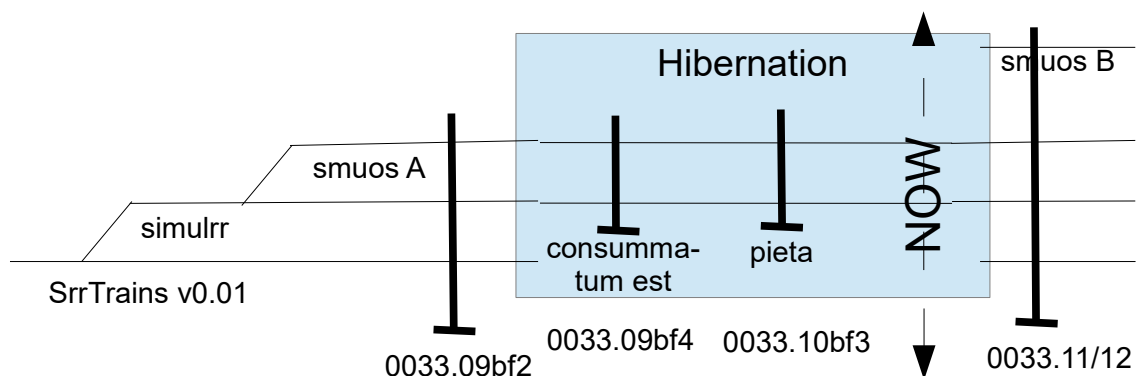 Hibernation
smuos B
smuos A
simulrr
SrrTrains v0.01
consumma-
tum est
pieta
NOW
0033.09bf2
0033.09bf4
0033.10bf3
0033.11/12